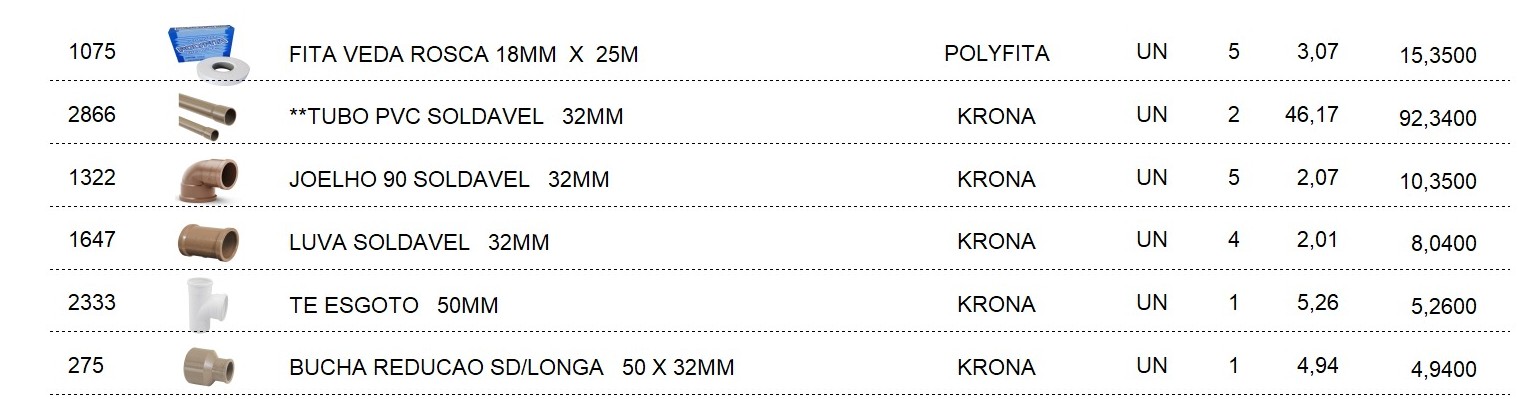 1075 FITA VEDA ROSCA 18MM X 25M POLYFITA UN 5 3,07 15,3500
2866 **TUBO PVC SOLDAVEL 32MM KRONA UN 2 46,17 92,3400
1322 JOELHO 90 SOLDAVEL 32MM KRONA UN 5 2,07 10,3500
1647 LUVA SOLDAVEL 32MM KRONA UN 4 2,01 8,0400
2333 TE ESGOTO 50MM KRONA UN 1 5,26 5,2600
275 BUCHA REDUCAO SD/LONGA 50 X 32MM KRONA UN 1 4,94 4,9400